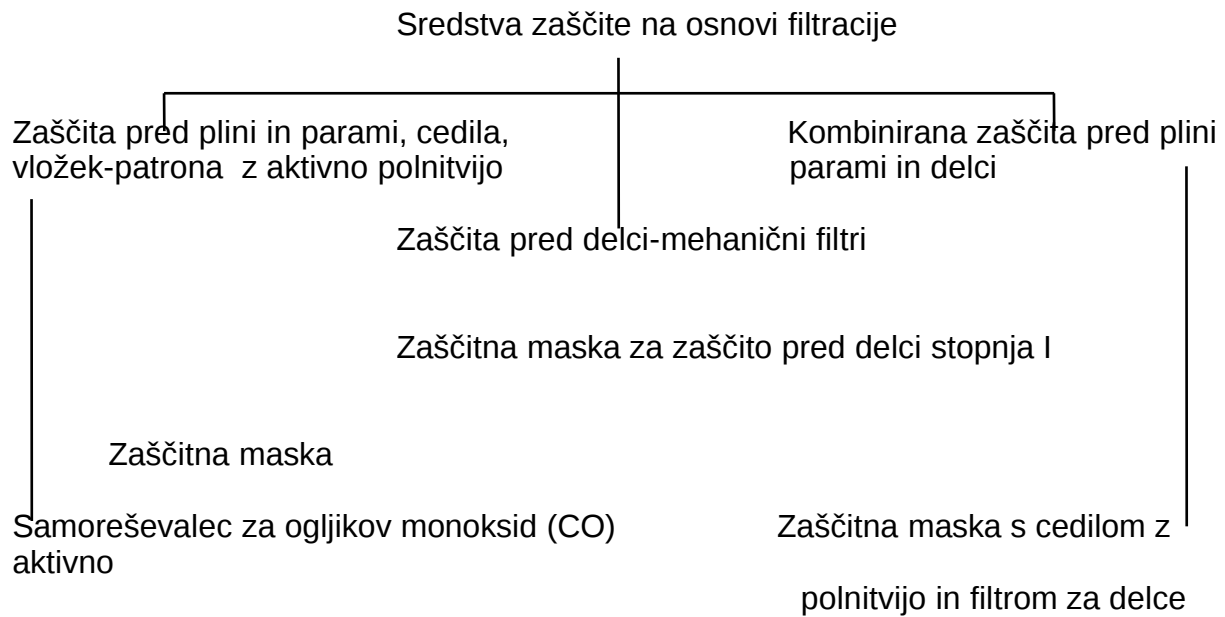 Sredstva zaščite na osnovi filtracije
Zaščita pred plini in parami, cedila,
vložek-patrona z aktivno polnitvijo
Kombinirana zaščita pred plini
parami in delci
Zaščita pred delci-mehanični filtri
Zaščitna maska za zaščito pred delci stopnja I
Zaščitna maska
Samoreševalec za ogljikov monoksid (CO)
aktivno
Zaščitna maska s cedilom z
polnitvijo in filtrom za delce